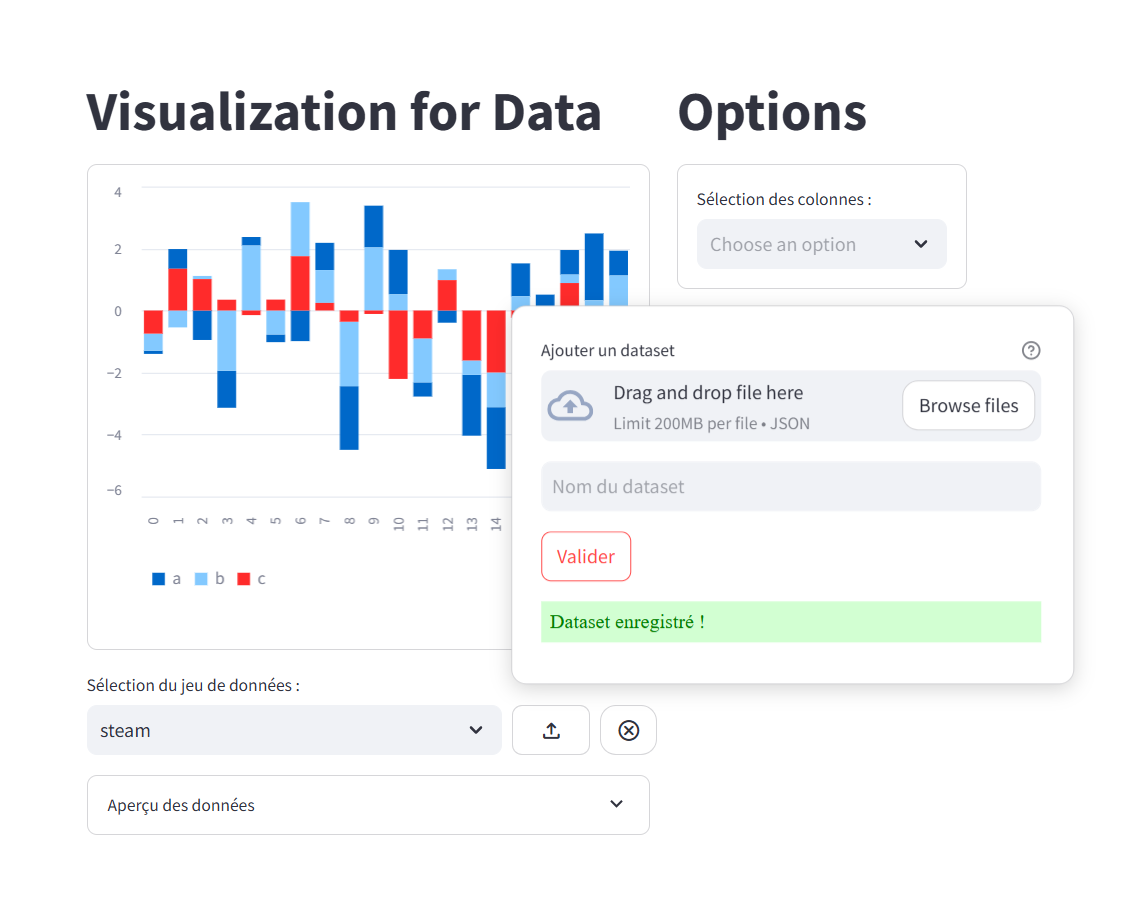 Visualization for Data
Options
4
2
0
−2
−4
−6
0 1 2 3 4 5 6 7 8 9 10 11 12 13 14
a b c
Sélection des colonnes :
Choose an option
Ajouter un dataset
Drag and drop file here
Limit 200MB per file • JSON
Browse files
Nom du dataset
Valider
Dataset enregistré !
Sélection du jeu de données :
steam
Aperçu des données